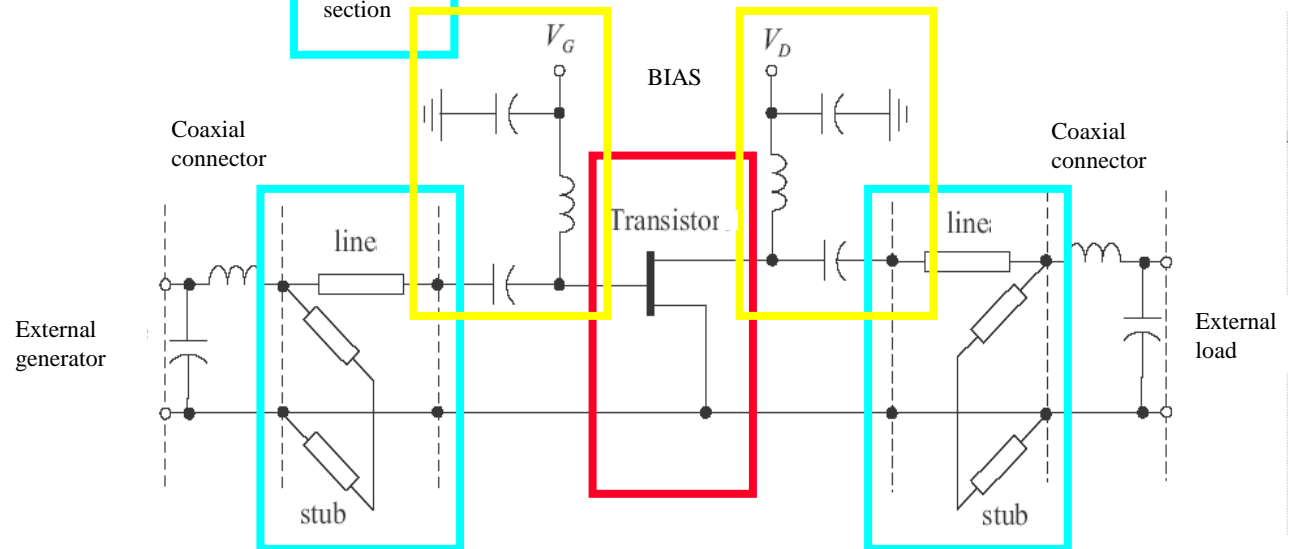 section
V_G
V_D
BIAS
Coaxial
connector
Coaxial
connector
Transistor
line
line
External
generator
External
load
stub
stub